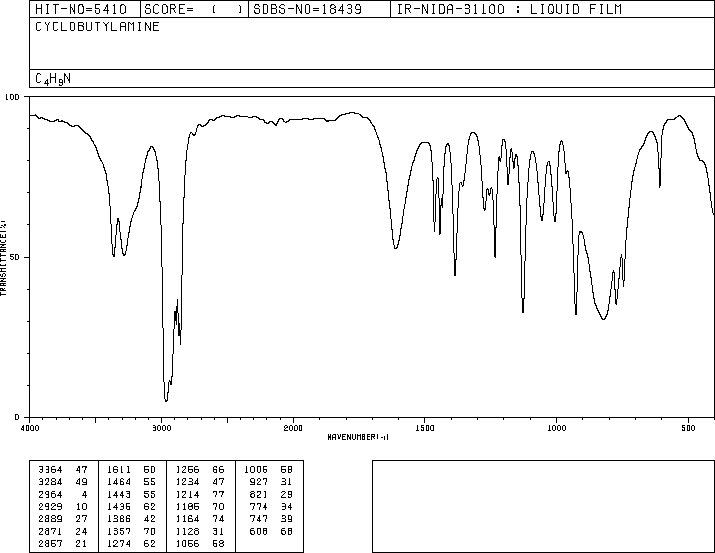 HIT-NO=5410 SCORE= ( ) SDBS-NO=18439 IR-NIDA-31100 : LIQUID FILM
CYCLOBUTYLAMINE
C4H9N
100
50
0
TRANSMITTANCE(%)
4000 3000 2000 1500 1000 500
WAVENUMBER(-1)
3364 47 1611 50 1256 66 1006 58
3284 49 1464 55 1234 47 927 31
2964 4 1443 55 1214 77 821 29
2929 10 1435 62 1185 70 774 34
2889 27 1386 42 1164 74 747 39
2871 24 1357 70 1128 31 608 68
2857 21 1274 62 1056 58